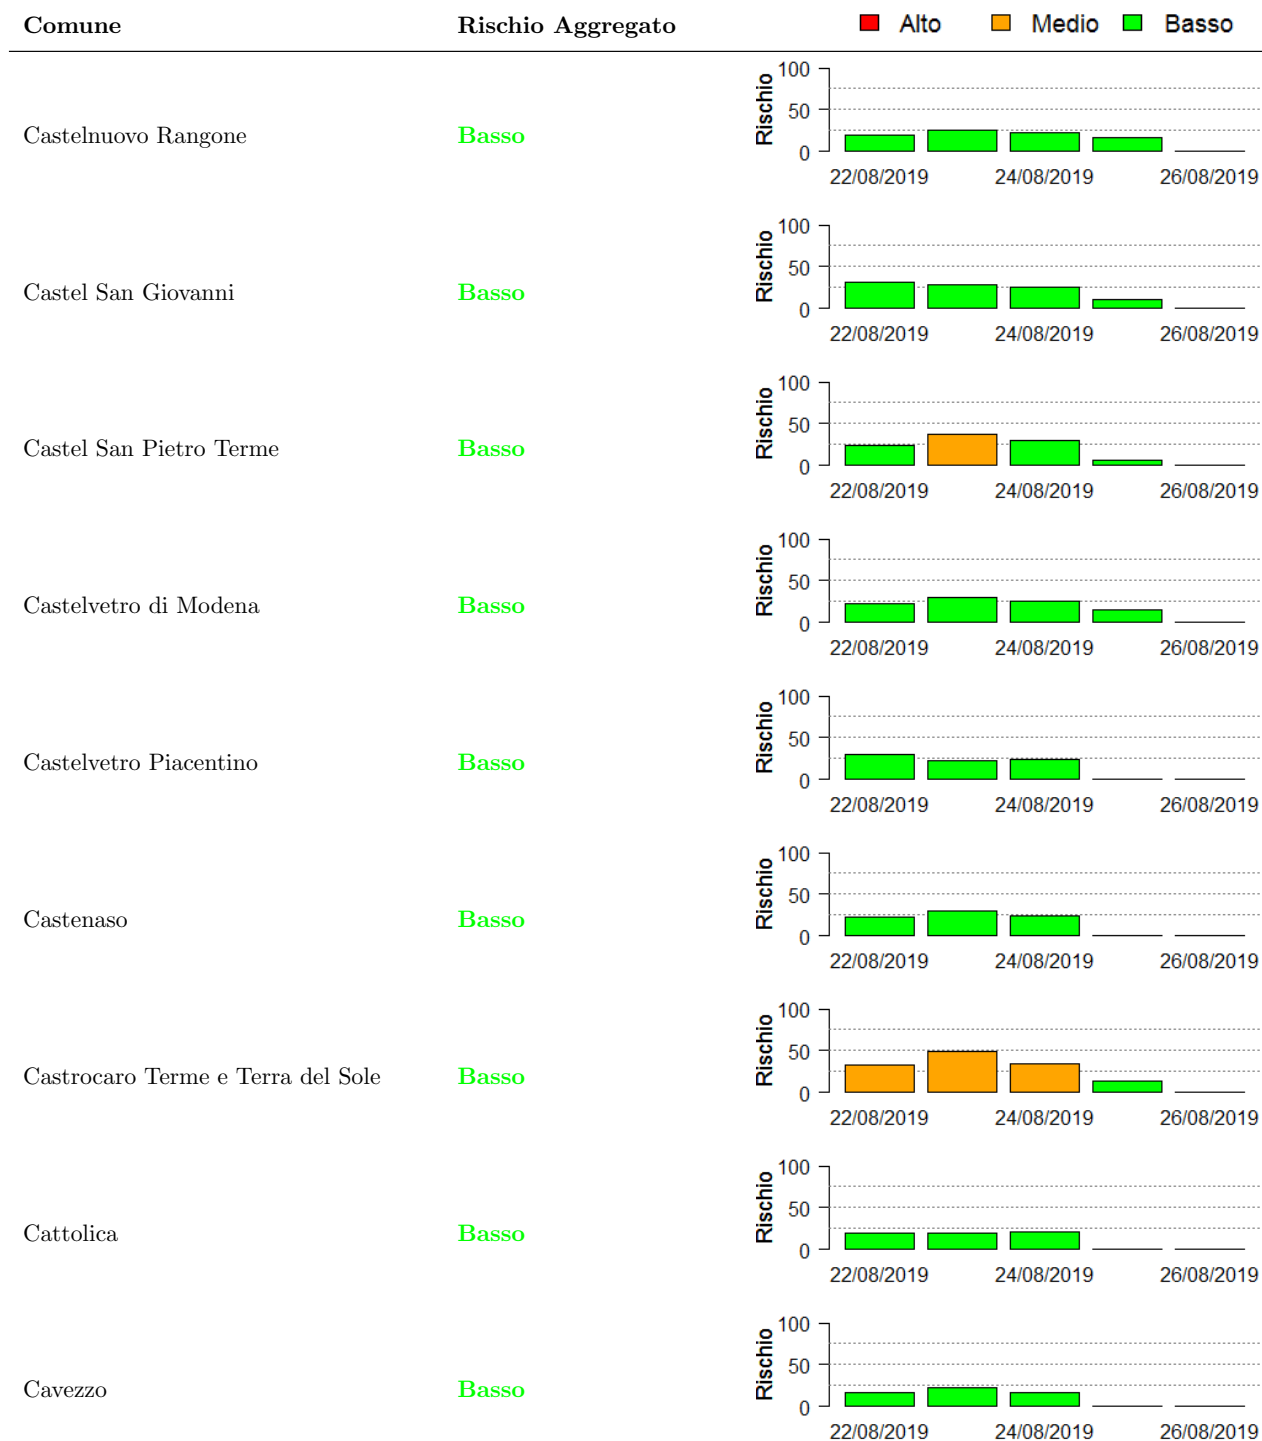 Comune Rischio Aggregato Alto Medio Basso
100
50
0
Rischio
Castelnuovo Rangone Basso
22/08/2019 24/08/2019 26/08/2019
100
50
0
Rischio
Castel San Giovanni Basso
22/08/2019 24/08/2019 26/08/2019
100
50
0
Rischio
Castel San Pietro Terme Basso
22/08/2019 24/08/2019 26/08/2019
100
50
0
Rischio
Castelvetro di Modena Basso
22/08/2019 24/08/2019 26/08/2019
100
50
0
Rischio
Castelvetro Piacentino Basso
22/08/2019 24/08/2019 26/08/2019
100
50
0
Rischio
Castenaso Basso
22/08/2019 24/08/2019 26/08/2019
100
50
0
Rischio
Castrocaro Terme e Terra del Sole Basso
22/08/2019 24/08/2019 26/08/2019
100
50
0
Rischio
Cattolica Basso
22/08/2019 24/08/2019 26/08/2019
100
50
0
Rischio
Cavezzo Basso
22/08/2019 24/08/2019 26/08/2019